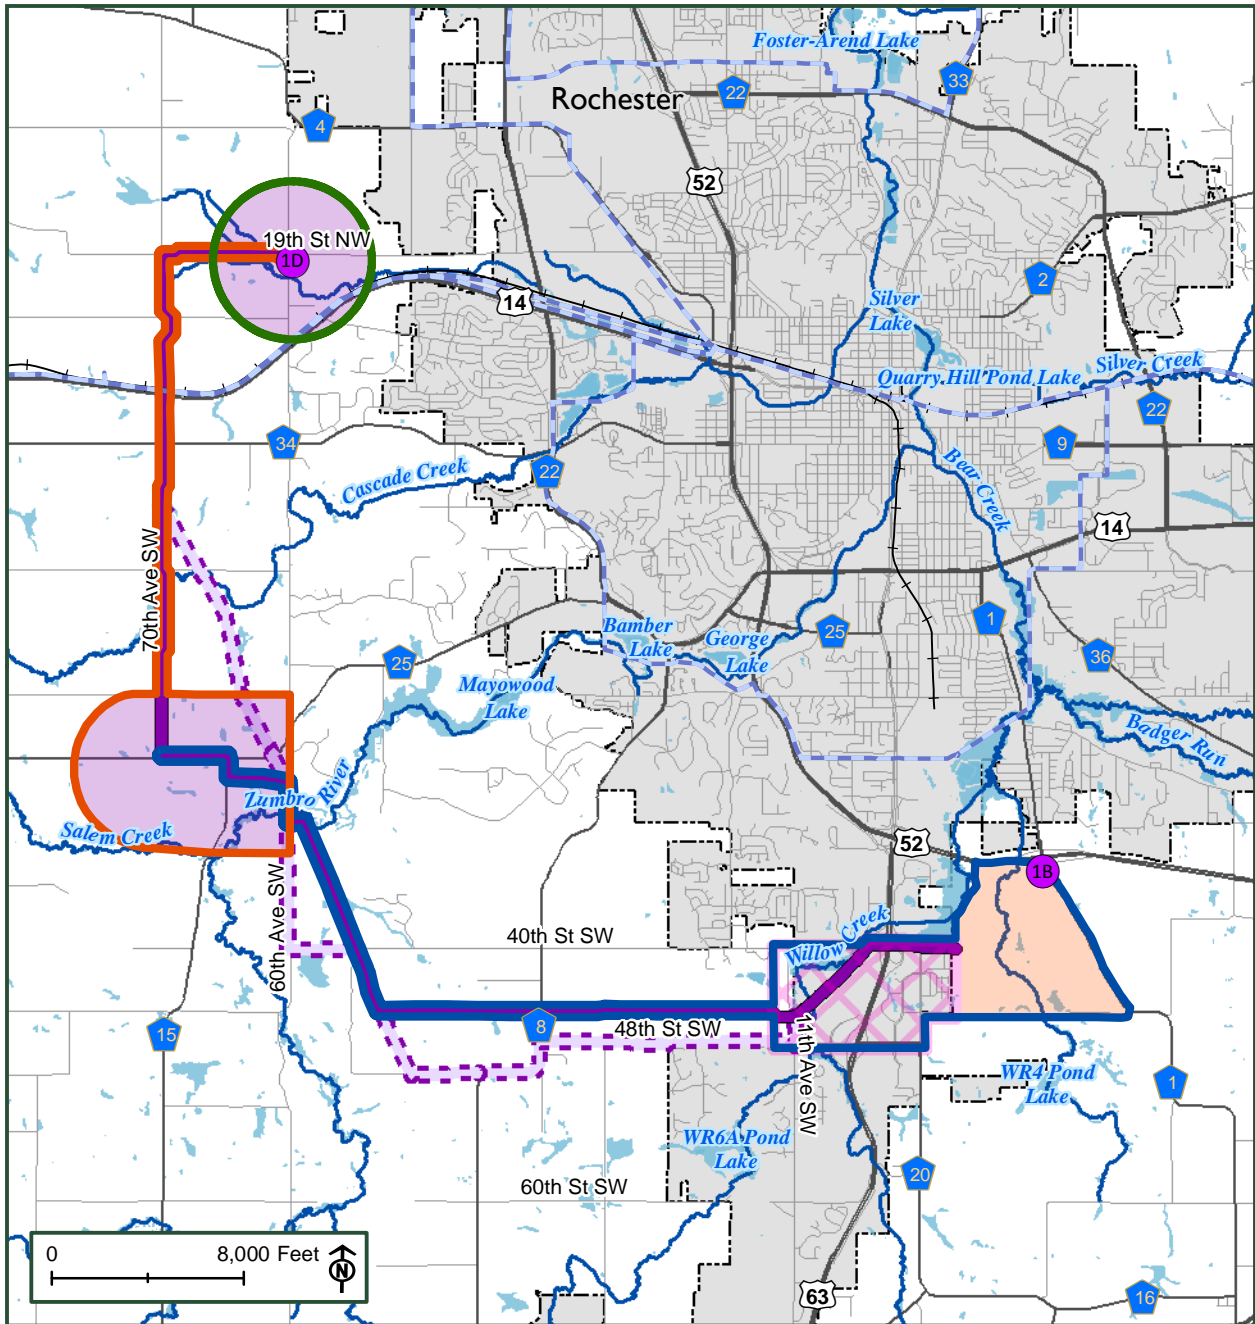 Foster-Arend Lake
33
22
Rochester
4
52
19th St NW
1D
2
14
Silver
Lake
Quarry Hill Pond Lake
Silver Creek
22
34
9
22
Cascade Creek
Bear Creek
14
70th Ave SW
1
Bamber
Lake
George
Lake
25
25
36
Mayowood
Lake
Badger Run
Zumbro River
Salem Creek
52
1B
60th Ave SW
Willow Creek
40th St SW
15
8
48th St SW
11th Ave SW
WR4 Pond
Lake
1
WR6A Pond
Lake
20
60th St SW
0 8,000 Feet
N
63
16